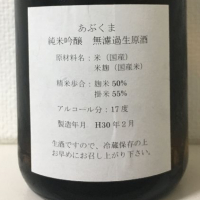 あぶくま
純米吟醸　無濾過生原酒
原材料名：米（国産）
米麹（国産米）
精米歩合：麹米 50%
掛米 55%
アルコール分：17度
製造年月　H30年2月
生酒ですので、冷蔵保存の上
お早めにお召し上がり下さい。